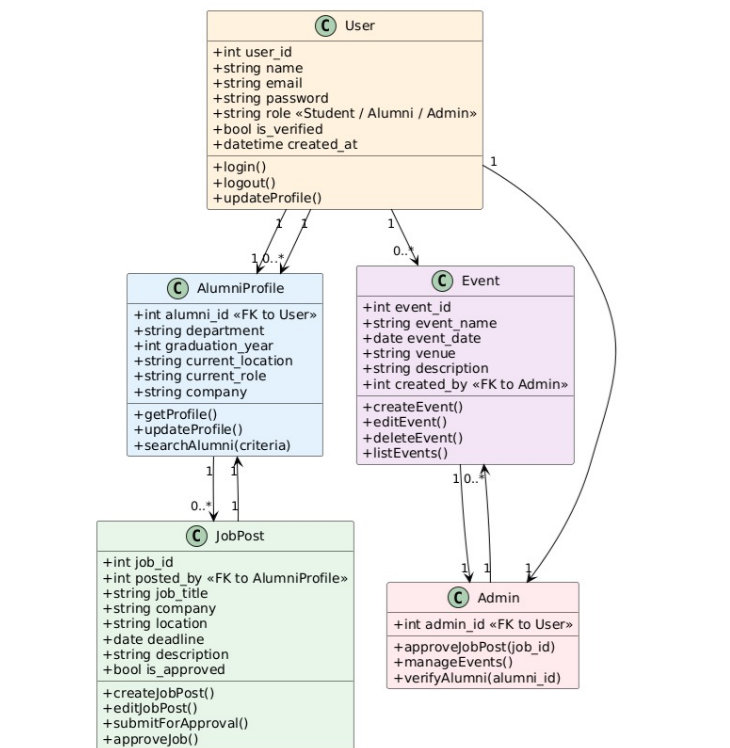 C User
+int user_id
+string name
+string email
+string password
+string role «Student / Alumni / Admin»
+bool is_verified
+datetime created_at
+login()
+logout()
+updateProfile()
1
1
1
1
1
0..*
0..*
C AlumniProfile
+int alumni_id «FK to User»
+string department
+int graduation_year
+string current_location
+string current_role
+string company
+getProfile()
+updateProfile()
+searchAlumni(criteria)
C Event
+int event_id
+string event_name
+date event_date
+string venue
+string description
+int created_by «FK to Admin»
+createEvent()
+editEvent()
+deleteEvent()
+listEvents()
1
1
0..*
1
1
0..*
1
1
1
C JobPost
+int job_id
+int posted_by «FK to AlumniProfile»
+string job_title
+string company
+string location
+date deadline
+string description
+bool is_approved
+createJobPost()
+editJobPost()
+submitForApproval()
+approveJob()
C Admin
+int admin_id «FK to User»
+approveJobPost(job_id)
+manageEvents()
+verifyAlumni(alumni_id)